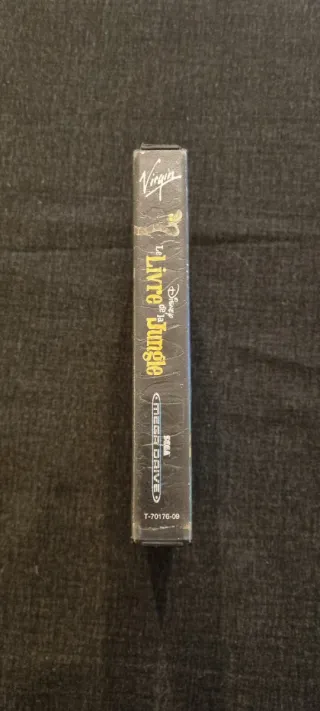 Virgin
Disney
Le Livre de la Jungle
SEGA
MEGA DRIVE
T-70176-09